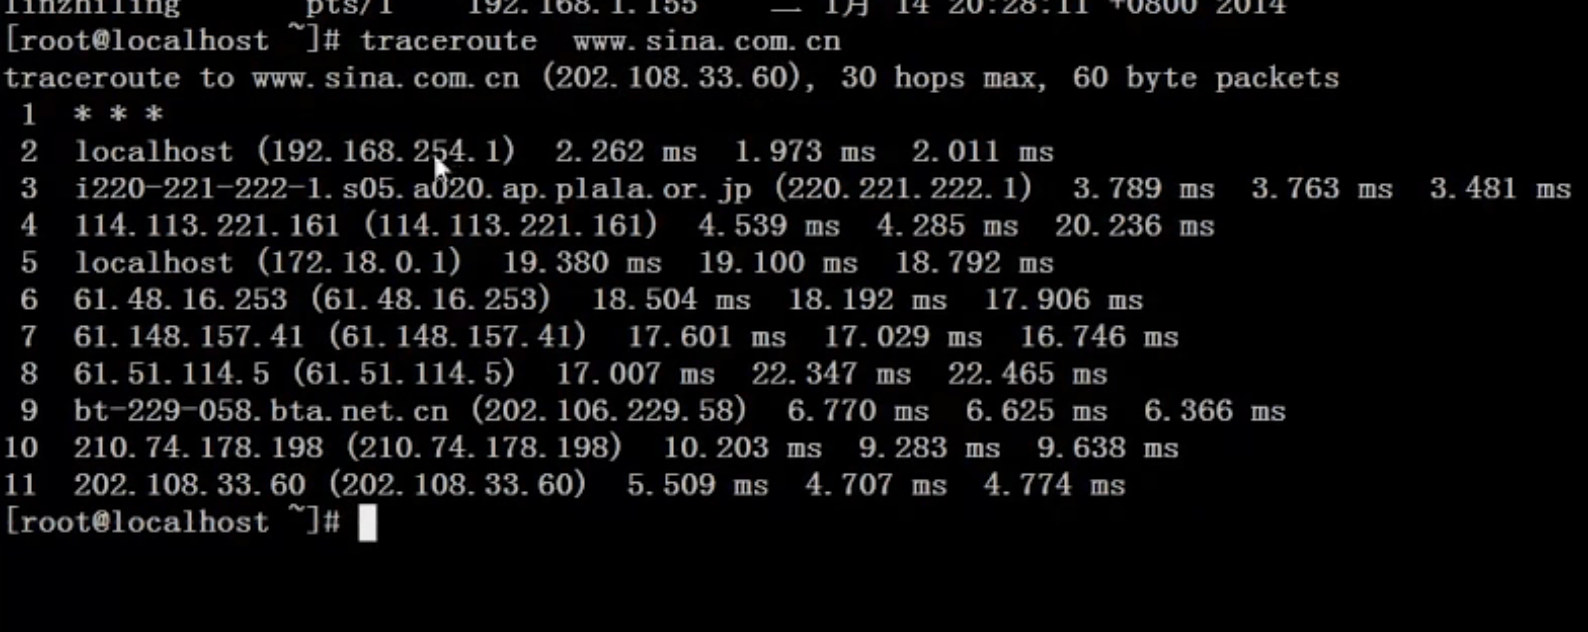 linzhiling pts/1 192.168.1.155 二 1月 14 20:28:11 +0800 2014
[root@localhost ~]# traceroute www.sina.com.cn
traceroute to www.sina.com.cn (202.108.33.60), 30 hops max, 60 byte packets
1 * * *
2 localhost (192.168.254.1) 2.262 ms 1.973 ms 2.011 ms
3 i220-221-222-1.s05.a020.ap.plala.or.jp (220.221.222.1) 3.789 ms 3.763 ms 3.481 ms
4 114.113.221.161 (114.113.221.161) 4.539 ms 4.285 ms 20.236 ms
5 localhost (172.18.0.1) 19.380 ms 19.100 ms 18.792 ms
6 61.48.16.253 (61.48.16.253) 18.504 ms 18.192 ms 17.906 ms
7 61.148.157.41 (61.148.157.41) 17.601 ms 17.029 ms 16.746 ms
8 61.51.114.5 (61.51.114.5) 17.007 ms 22.347 ms 22.465 ms
9 bt-229-058.bta.net.cn (202.106.229.58) 6.770 ms 6.625 ms 6.366 ms
10 210.74.178.198 (210.74.178.198) 10.203 ms 9.283 ms 9.638 ms
11 202.108.33.60 (202.108.33.60) 5.509 ms 4.707 ms 4.774 ms
[root@localhost ~]#